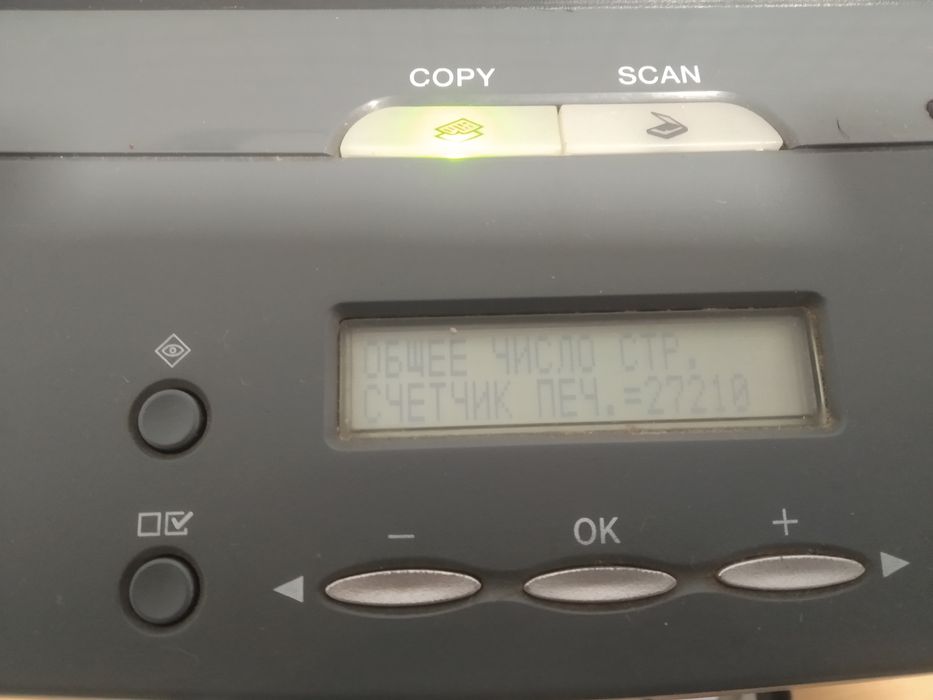 COPY SCAN
ОБЩЕЕ ЧИСЛО СТР.
СЧЕТЧИК ПЕЧ.=27210
− OK +